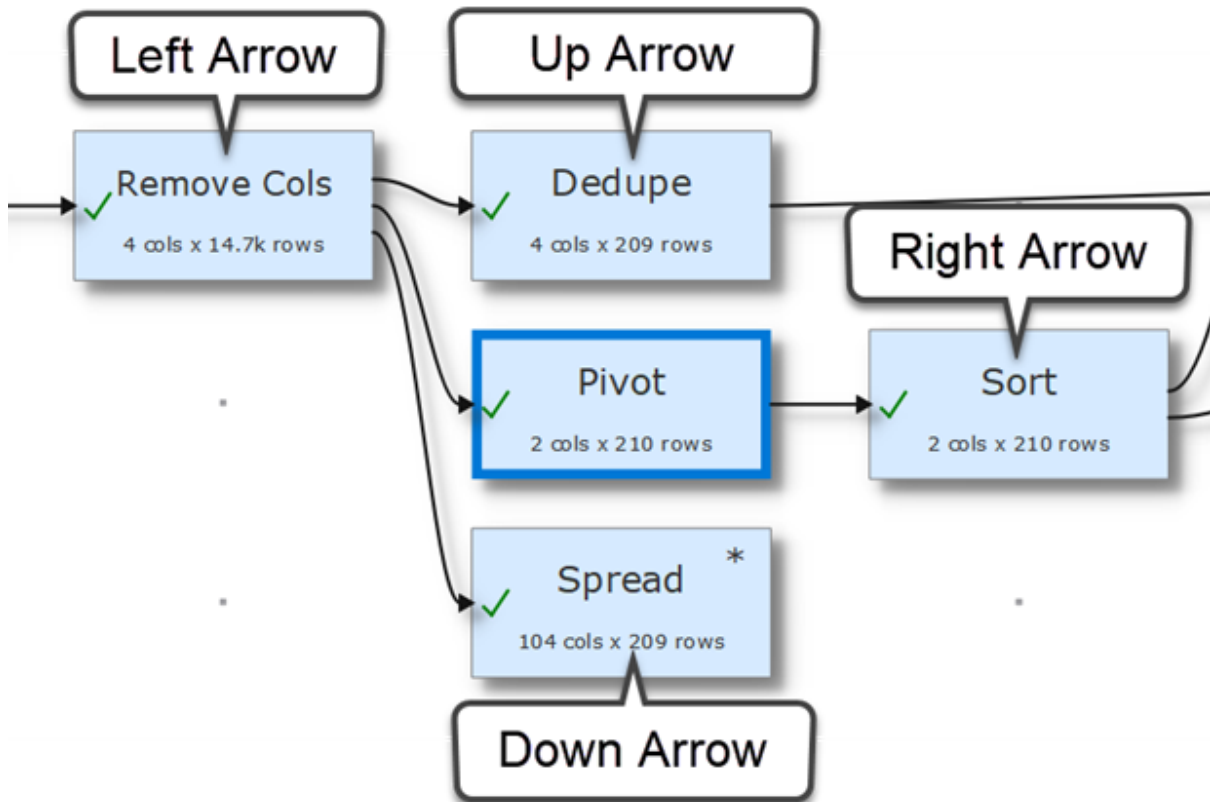 Left Arrow
Up Arrow
Remove Cols
4 cols x 14.7k rows
Dedupe
4 cols x 209 rows
Right Arrow
Pivot
2 cols x 210 rows
Sort
2 cols x 210 rows
Spread *
104 cols x 209 rows
Down Arrow